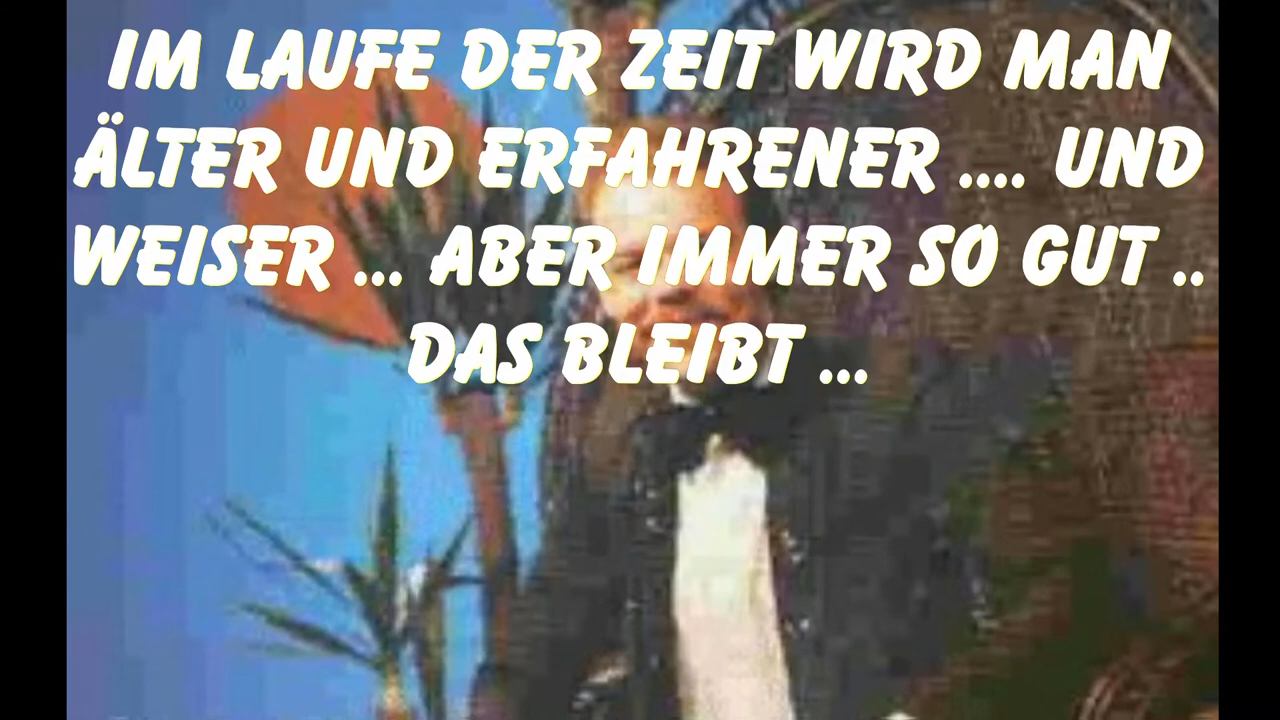 IM LAUFE DER ZEIT WIRD MAN
ÄLTER UND ERFAHRENER .... UND
WEISER ... ABER IMMER SO GUT ..
DAS BLEIBT ...